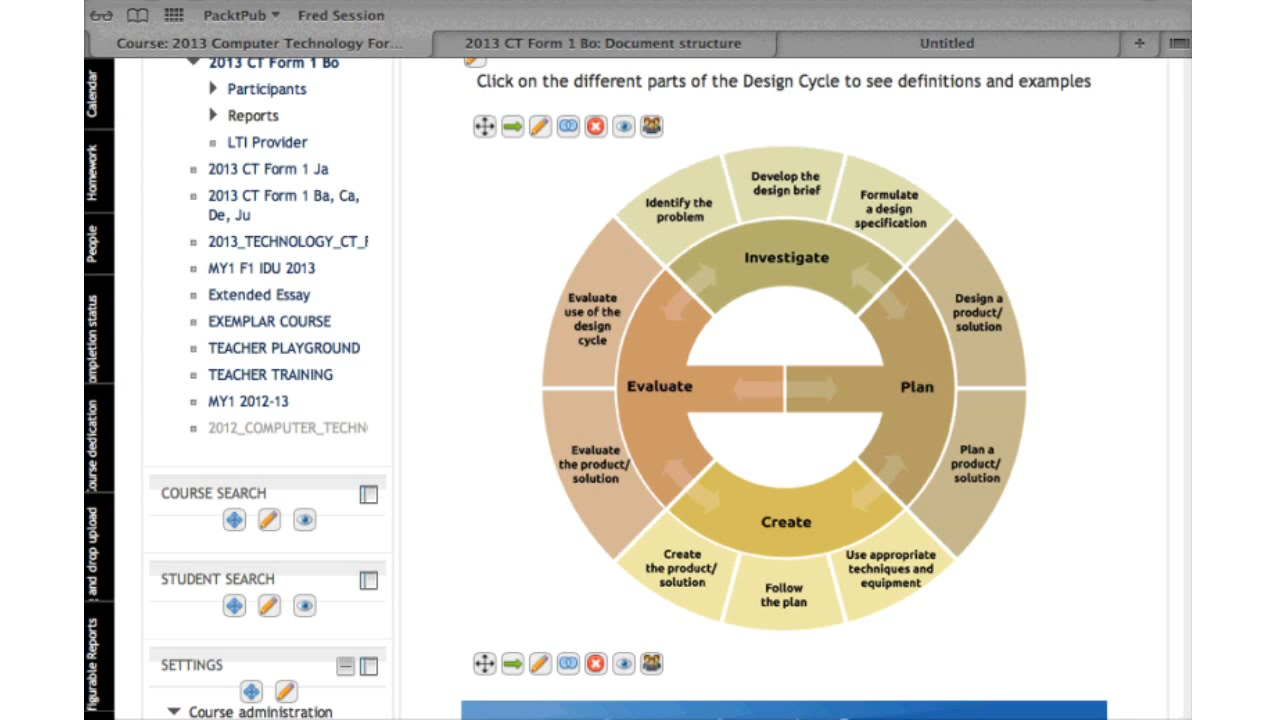 PacktPub Fred Session
Course: 2013 Computer Technology For...
2013 CT Form 1 Bo: Document structure
Untitled
Calendar
Homework
People
ompletion status
ourse dedication
and drop upload
figurable Reports
2013 CT Form 1 Bo
Participants
Reports
LTI Provider
2013 CT Form 1 Ja
2013 CT Form 1 Ba, Ca,
De, Ju
2013_TECHNOLOGY_CT_F
MY1 F1 IDU 2013
Extended Essay
EXEMPLAR COURSE
TEACHER PLAYGROUND
TEACHER TRAINING
MY1 2012-13
2012_COMPUTER_TECHN
COURSE SEARCH
STUDENT SEARCH
SETTINGS
Course administration
Click on the different parts of the Design Cycle to see definitions and examples
Develop the
design brief
Identify the
problem
Formulate
a design
specification
Investigate
Evaluate
use of the
design
cycle
Design a
product/
solution
Evaluate
Plan
Evaluate
the product/
solution
Plan a
product/
solution
Create
Create
the product/
solution
Follow
the plan
Use appropriate
techniques and
equipment